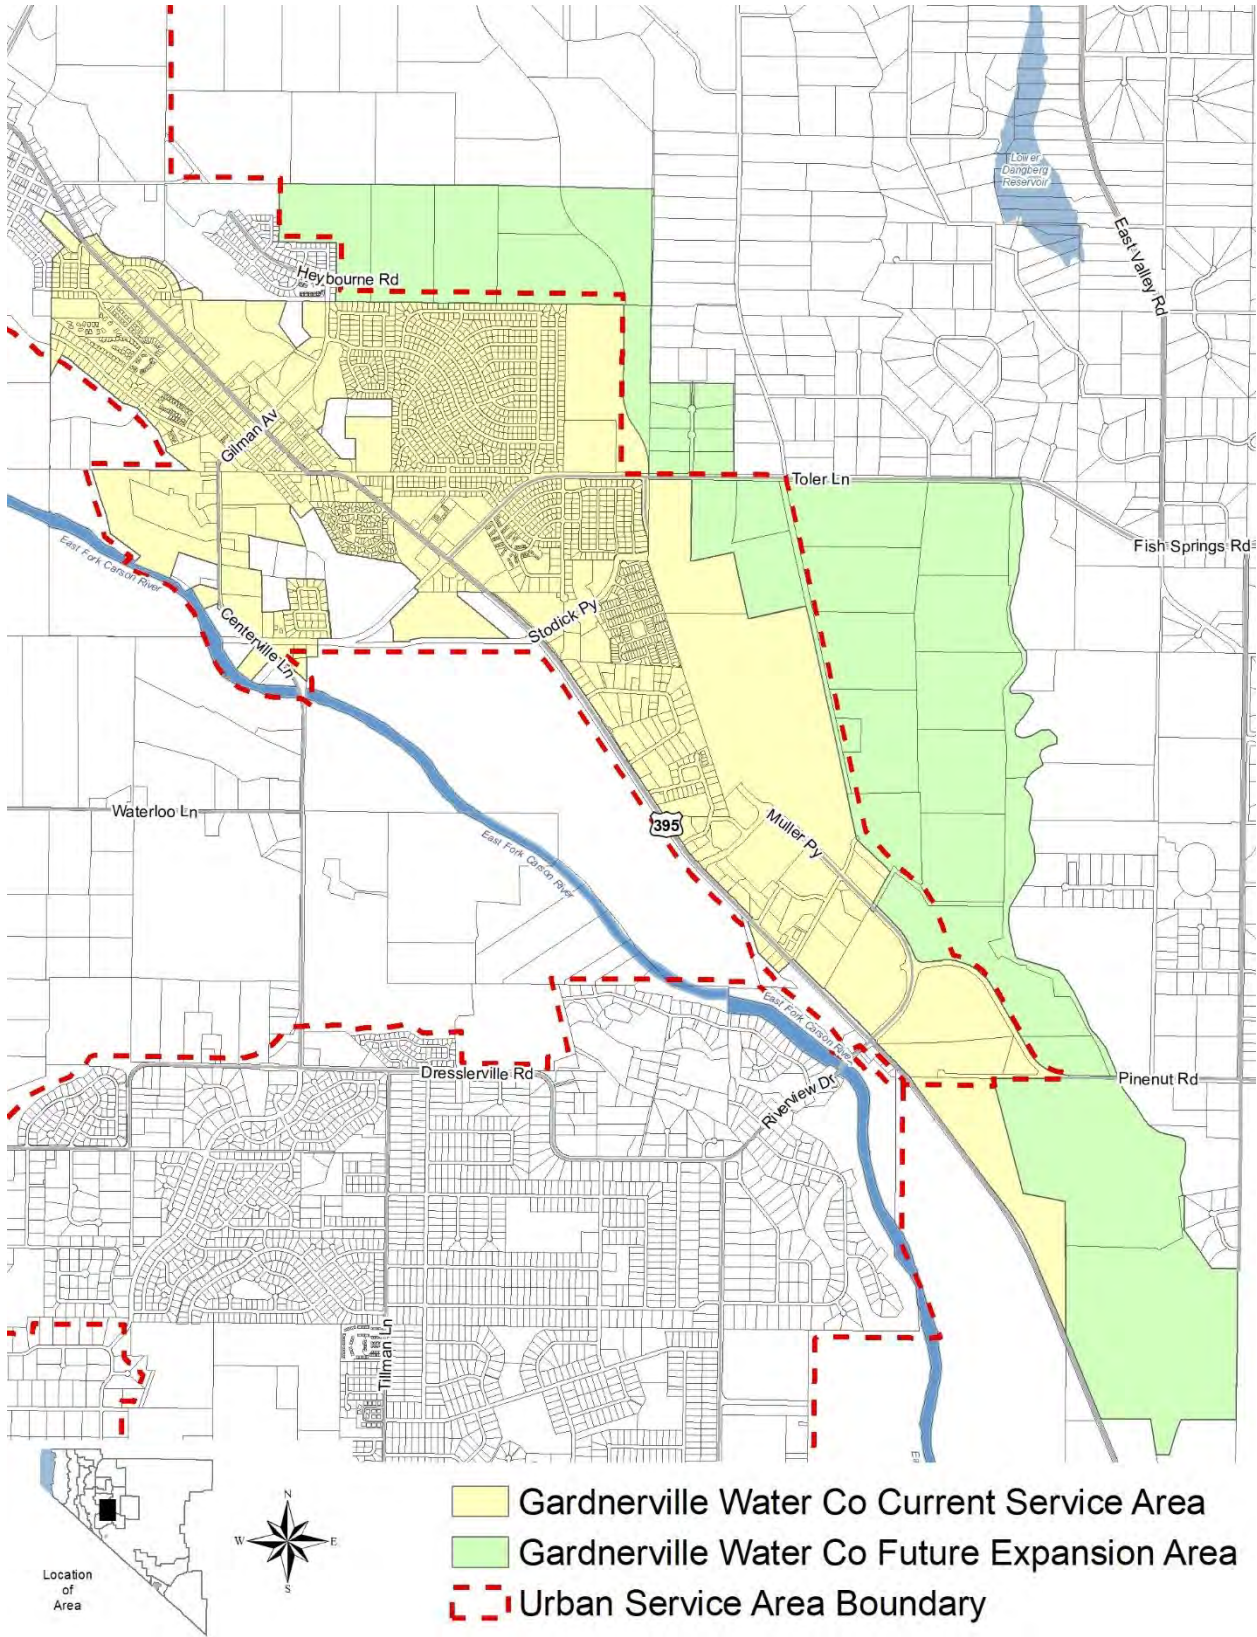 Lower
Dangberg
Reservoir
East Valley Rd
Heybourne Rd
Gilman Av
Toler Ln
Fish Springs Rd
East Fork Carson River
Centerville Ln
Stodick Py
Waterloo Ln
395
Muller Py
East Fork Carson River
East Fork Carson River
Dresslerville Rd
Riverview Dr
Pinenut Rd
Tillman Ln
Ea
N
W
E
S
Location
of
Area
Gardnerville Water Co Current Service Area
Gardnerville Water Co Future Expansion Area
Urban Service Area Boundary